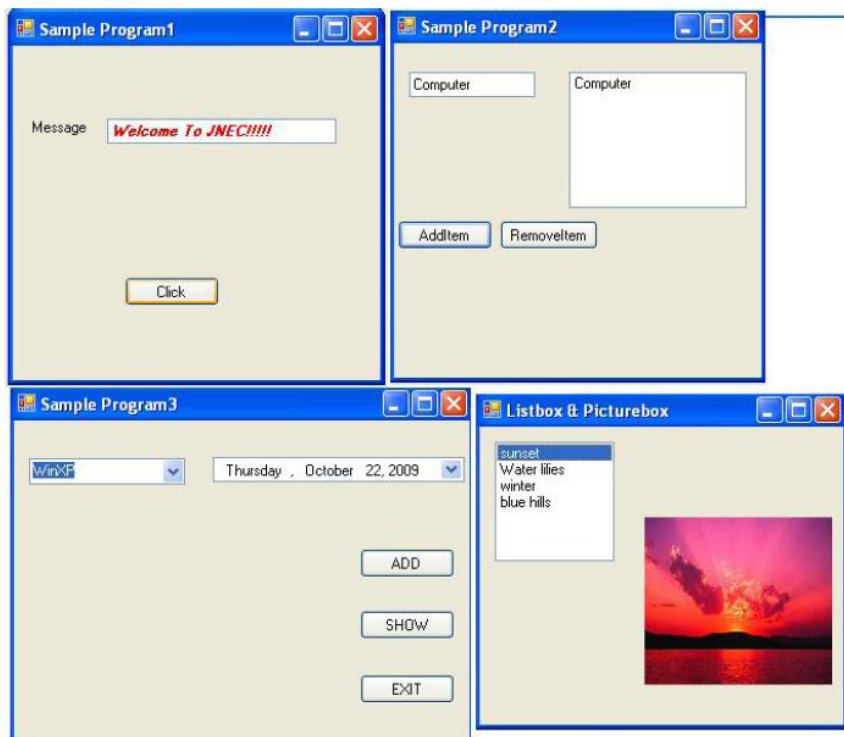 Sample Program1
Message
Welcome To JNEC!!!!!
Click
Sample Program2
Computer
Computer
AddItem
RemoveItem
Sample Program3
WinXP
Thursday , October 22, 2009
ADD
SHOW
EXIT
Listbox & Picturebox
sunset
Water lilies
winter
blue hills